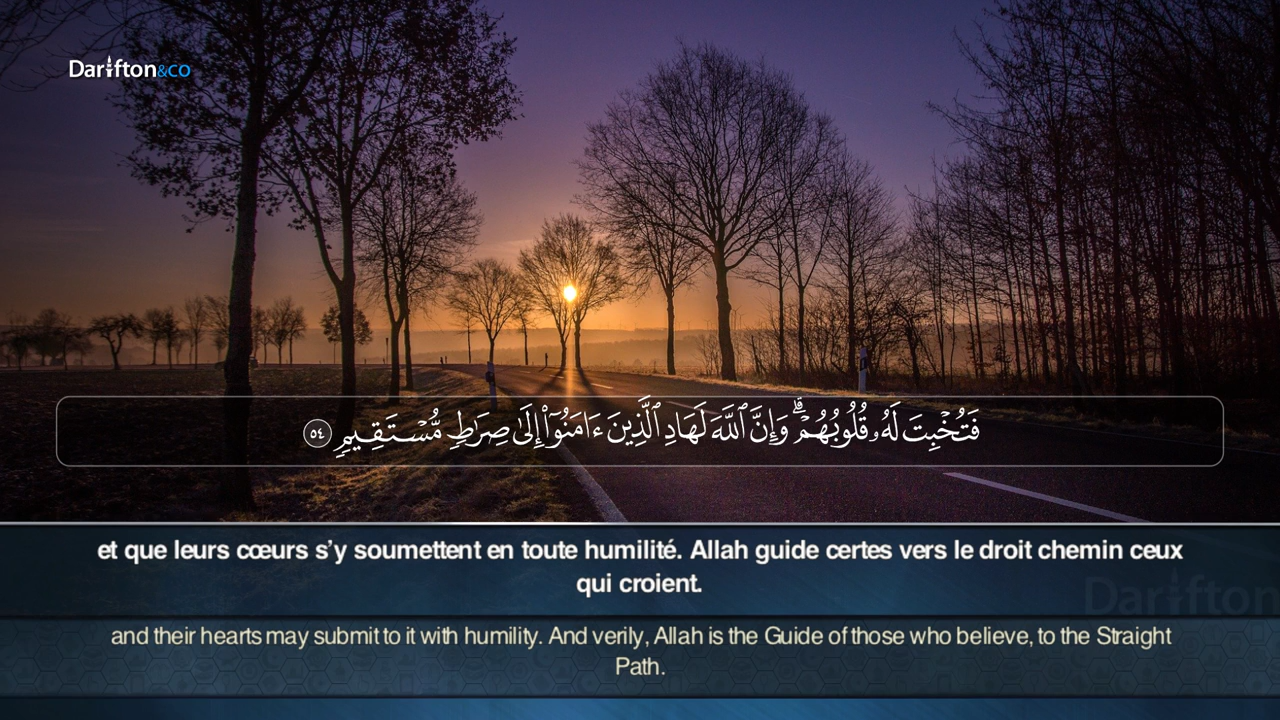 Darifton&co
فَتُخْبِتَ لَهُۥ قُلُوبُهُمْ ۗ وَإِنَّ ٱللَّهَ لَهَادِ ٱلَّذِينَ ءَامَنُوٓا۟ إِلَىٰ صِرَٰطٍ مُّسْتَقِيمٍ ٥٤
et que leurs cœurs s’y soumettent en toute humilité. Allah guide certes vers le droit chemin ceux
qui croient.
Darifton
and their hearts may submit to it with humility. And verily, Allah is the Guide of those who believe, to the Straight
Path.